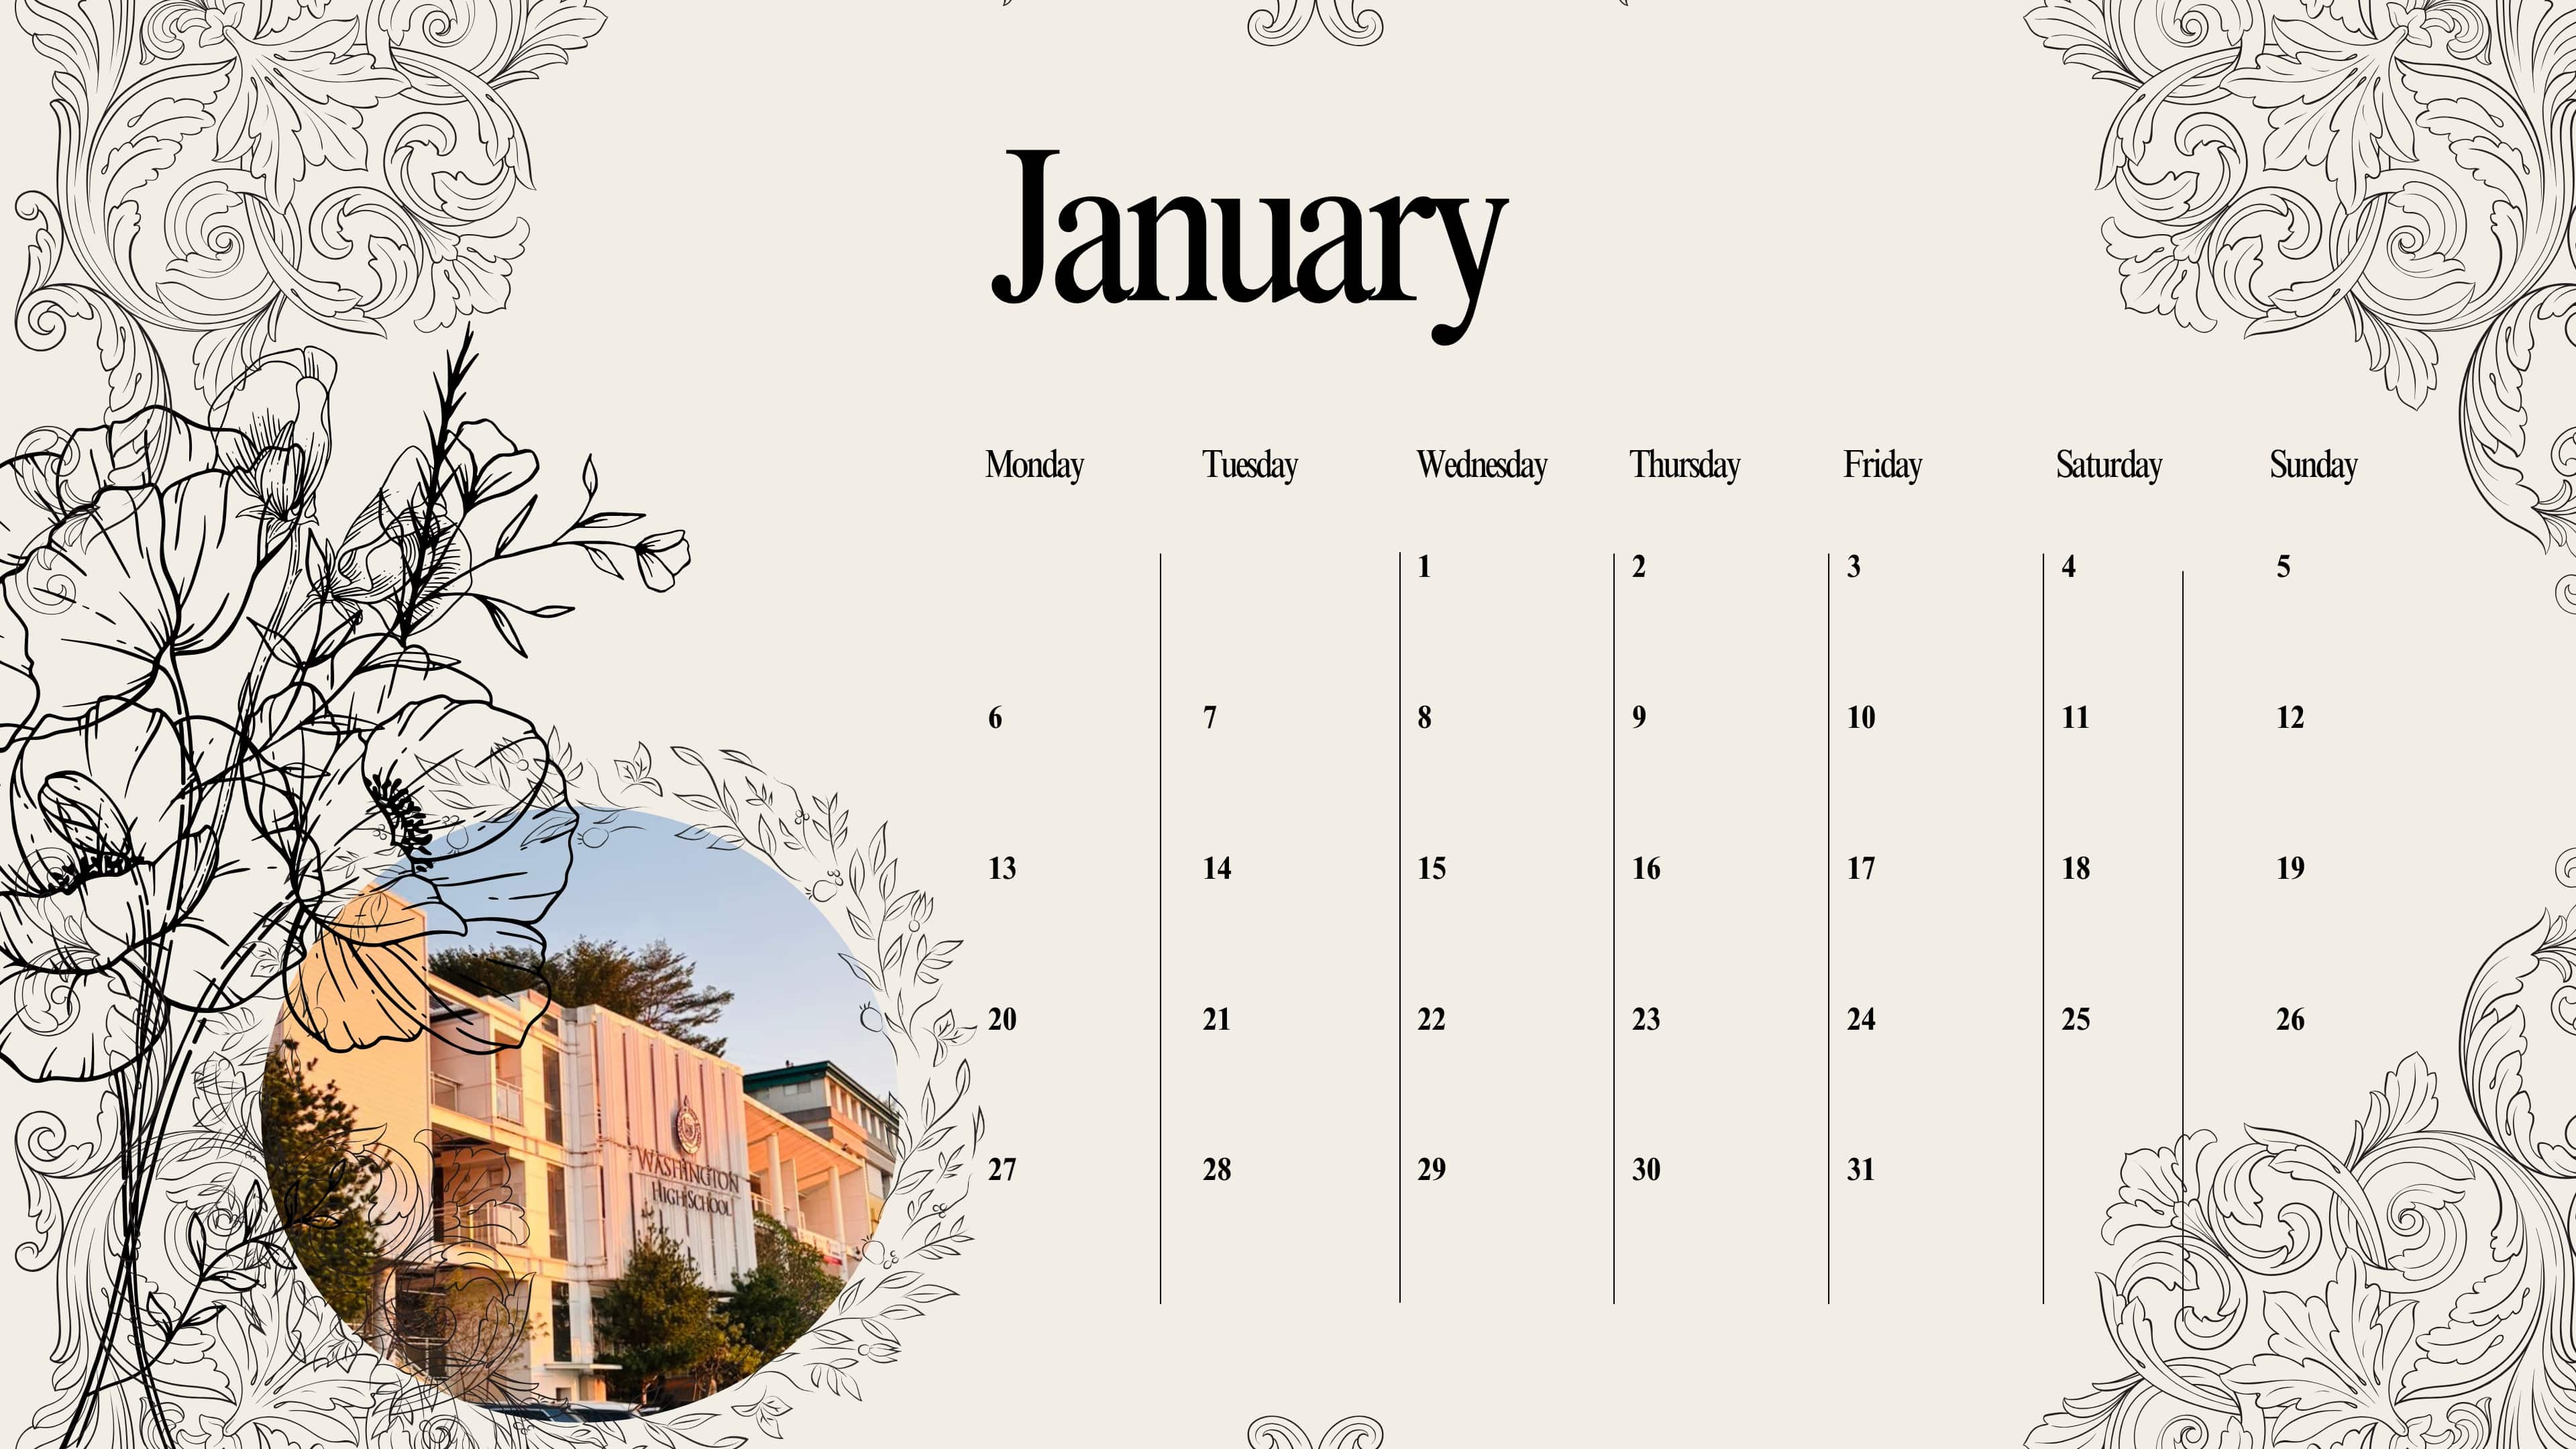 January
Monday Tuesday Wednesday Thursday Friday Saturday Sunday
1 2 3 4 5
6 7 8 9 10 11 12
13 14 15 16 17 18 19
20 21 22 23 24 25 26
27 28 29 30 31
WASHINGTON
HIGH SCHOOL